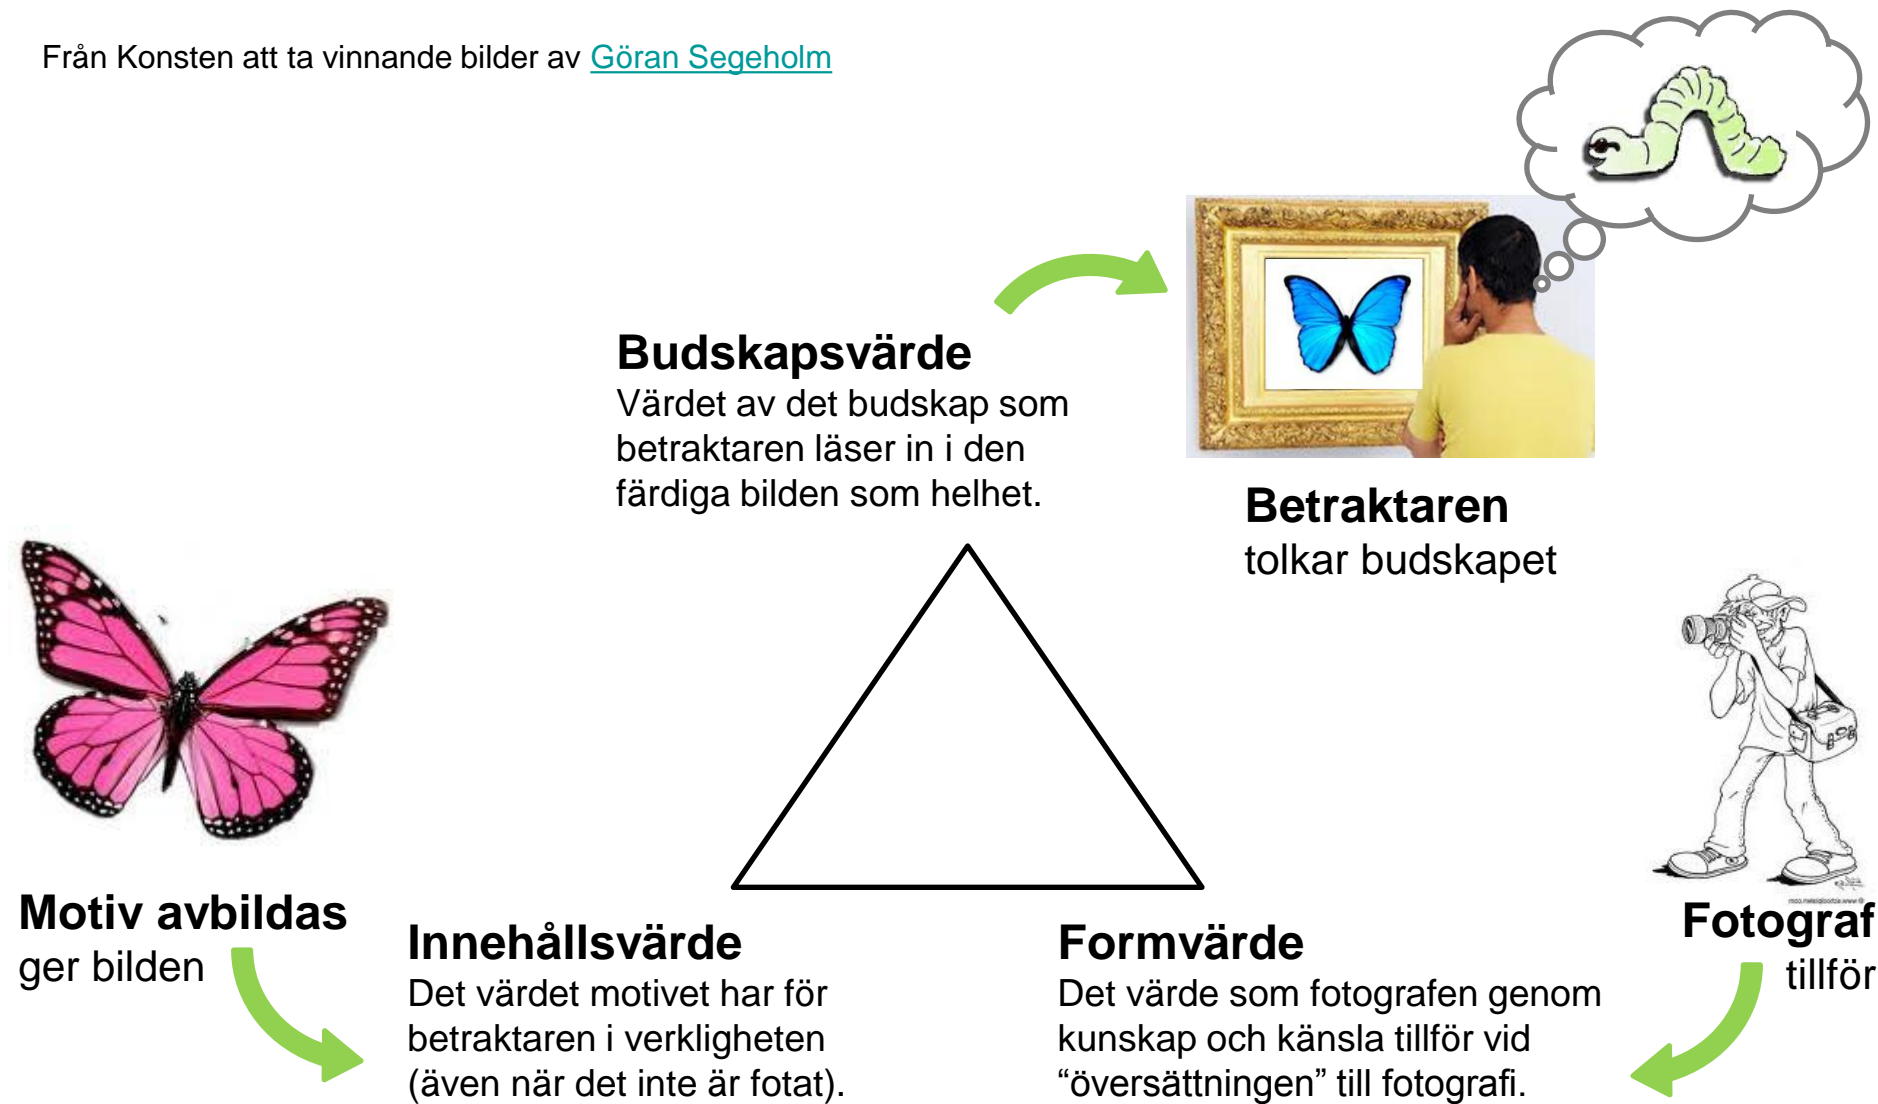 Från Konsten att ta vinnande bilder av Göran Segeholm
Budskapsvärde
Värdet av det budskap som
betraktaren läser in i den
färdiga bilden som helhet.
Betraktaren
tolkar budskapet
Motiv avbildas
ger bilden
Innehållsvärde
Det värdet motivet har för
betraktaren i verkligheten
(även när det inte är fotat).
Formvärde
Det värde som fotografen genom
kunskap och känsla tillför vid
“översättningen” till fotografi.
Fotograf
tillför